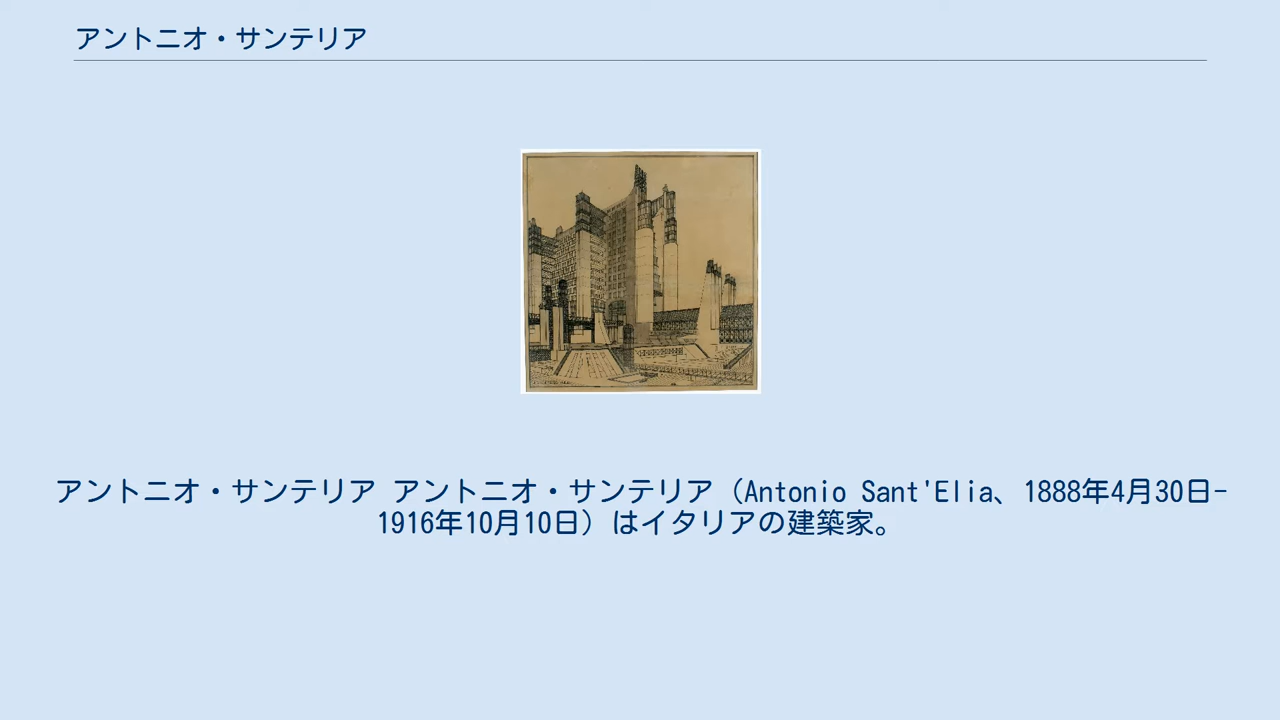 アントニオ・サンテリア
アントニオ・サンテリア アントニオ・サンテリア（Antonio Sant'Elia、1888年4月30日-
1916年10月10日）はイタリアの建築家。